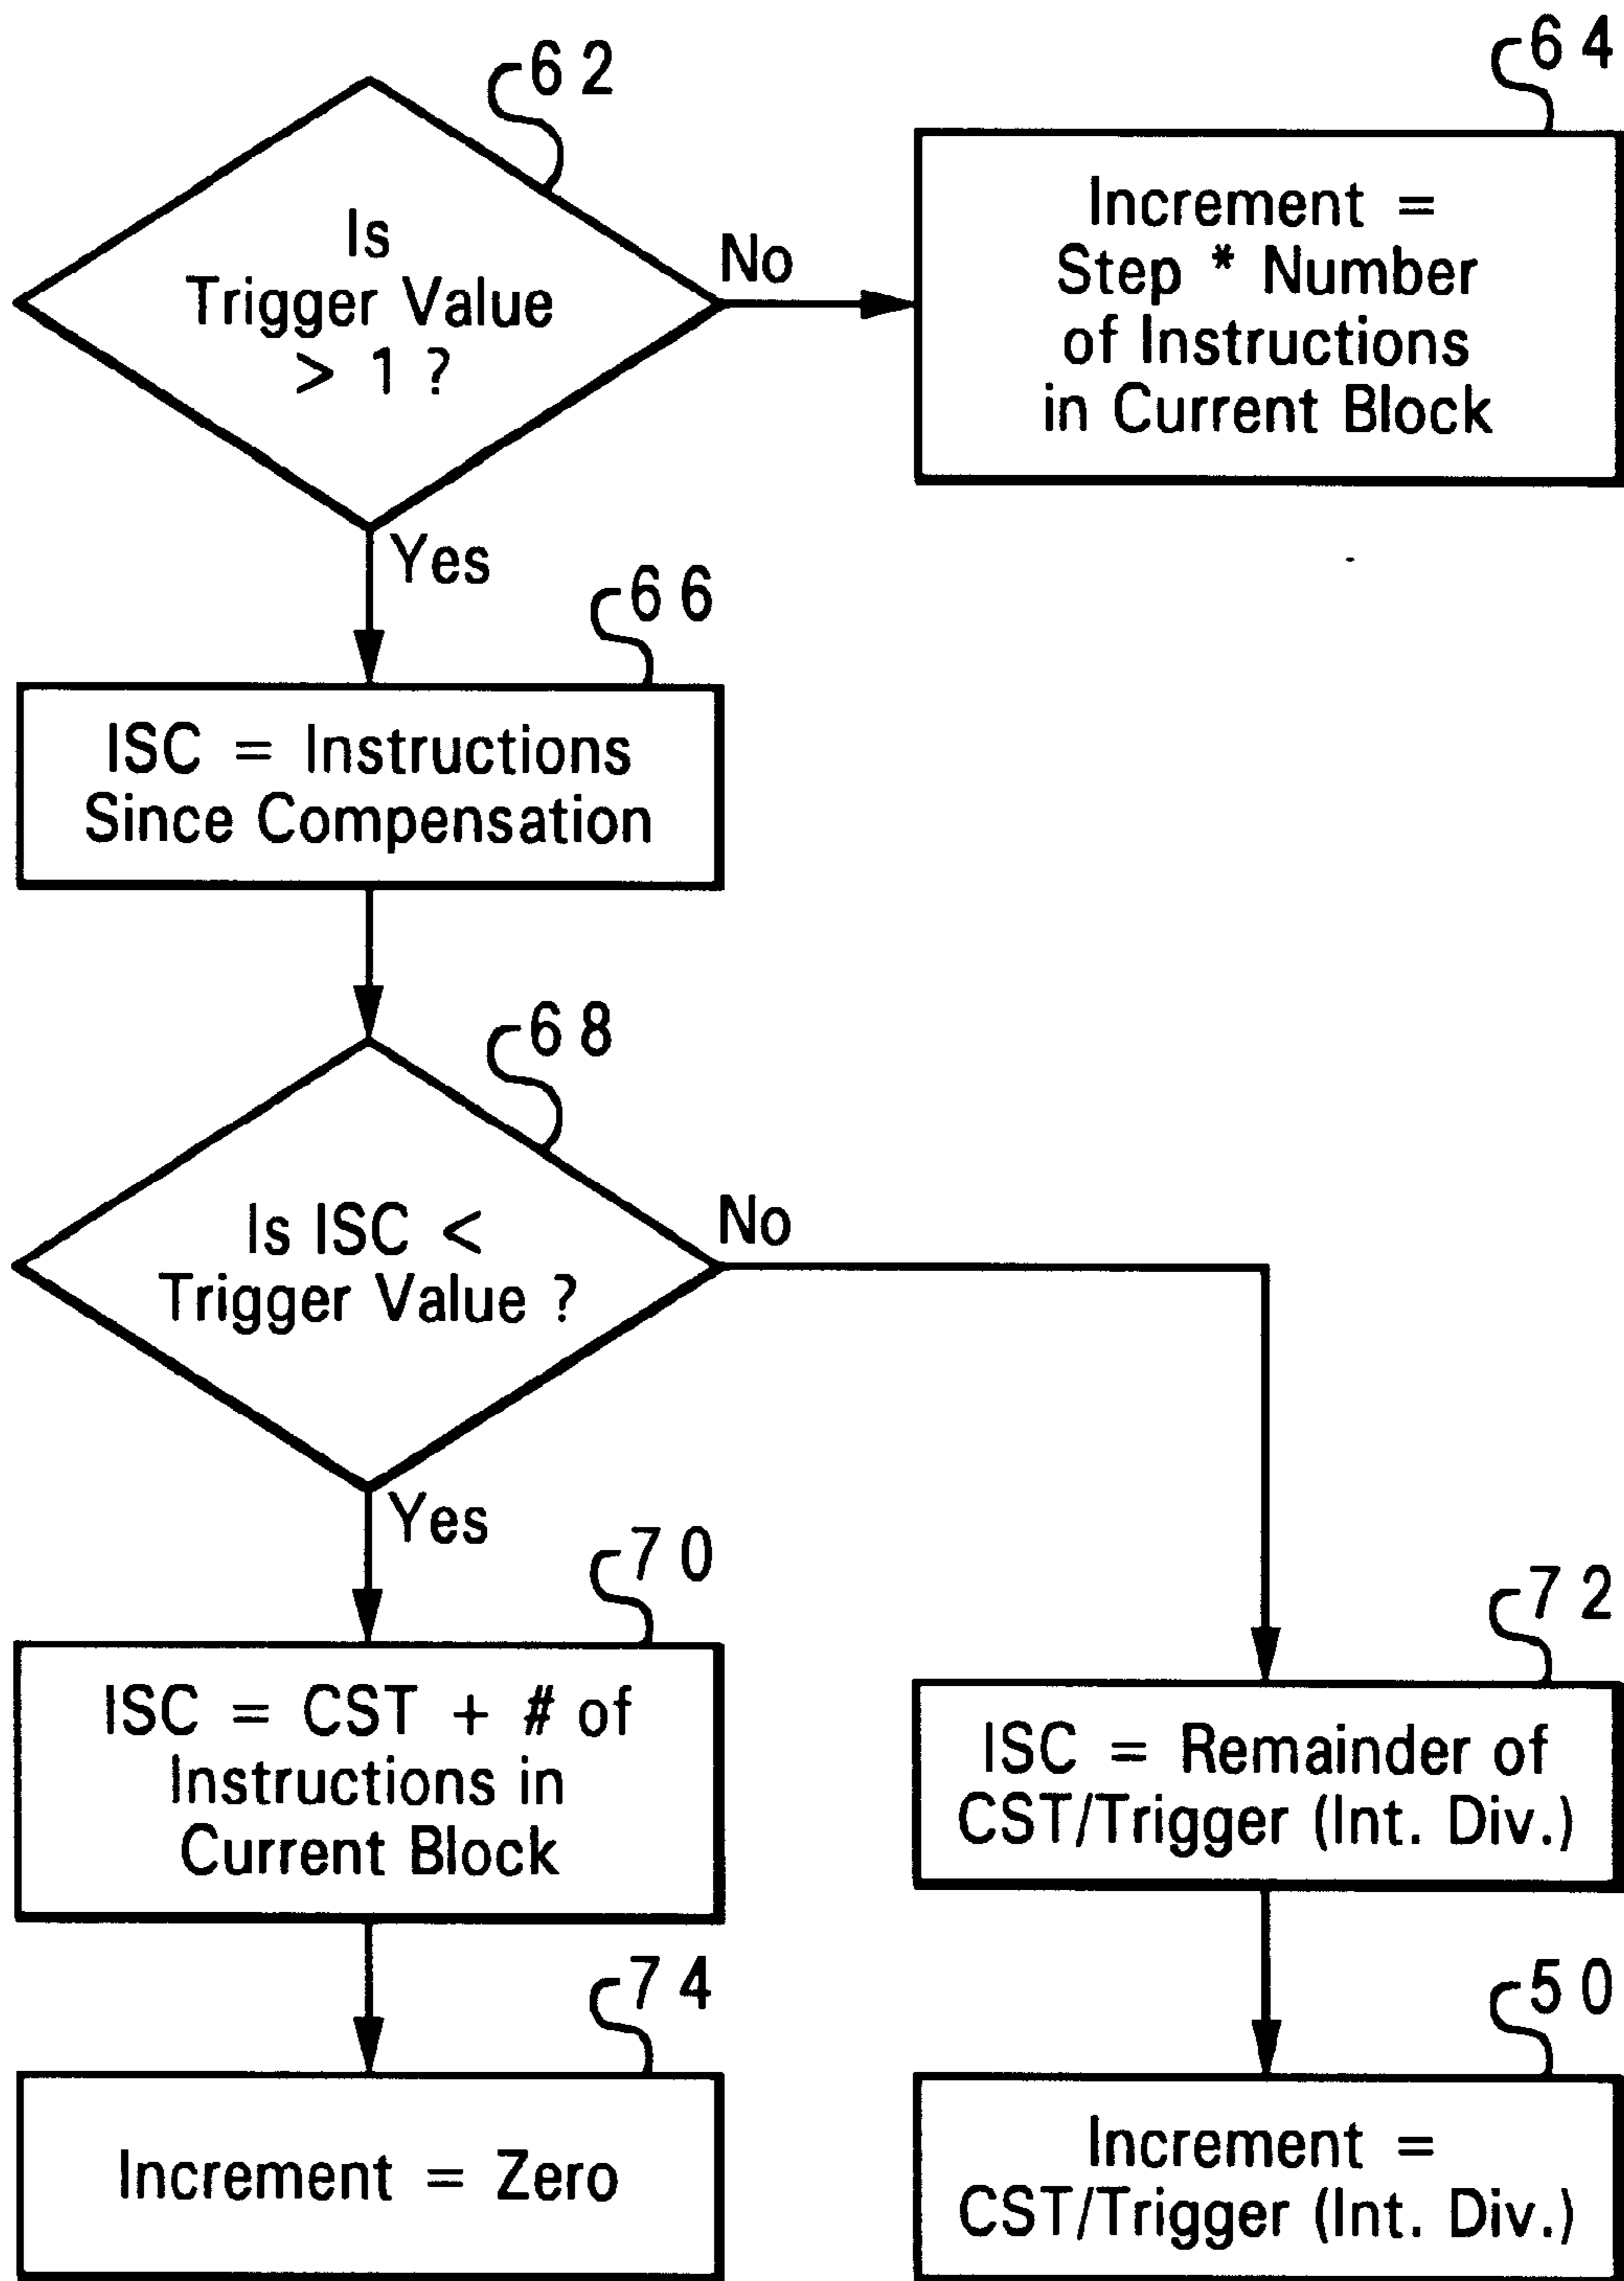 62
Is
Trigger Value
> 1 ?
No
64
Increment =
Step * Number
of Instructions
in Current Block
Yes
66
ISC = Instructions
Since Compensation
68
Is ISC <
Trigger Value ?
No
Yes
70
ISC = CST + # of
Instructions in
Current Block
72
ISC = Remainder of
CST/Trigger (Int. Div.)
74
Increment = Zero
50
Increment =
CST/Trigger (Int. Div.)